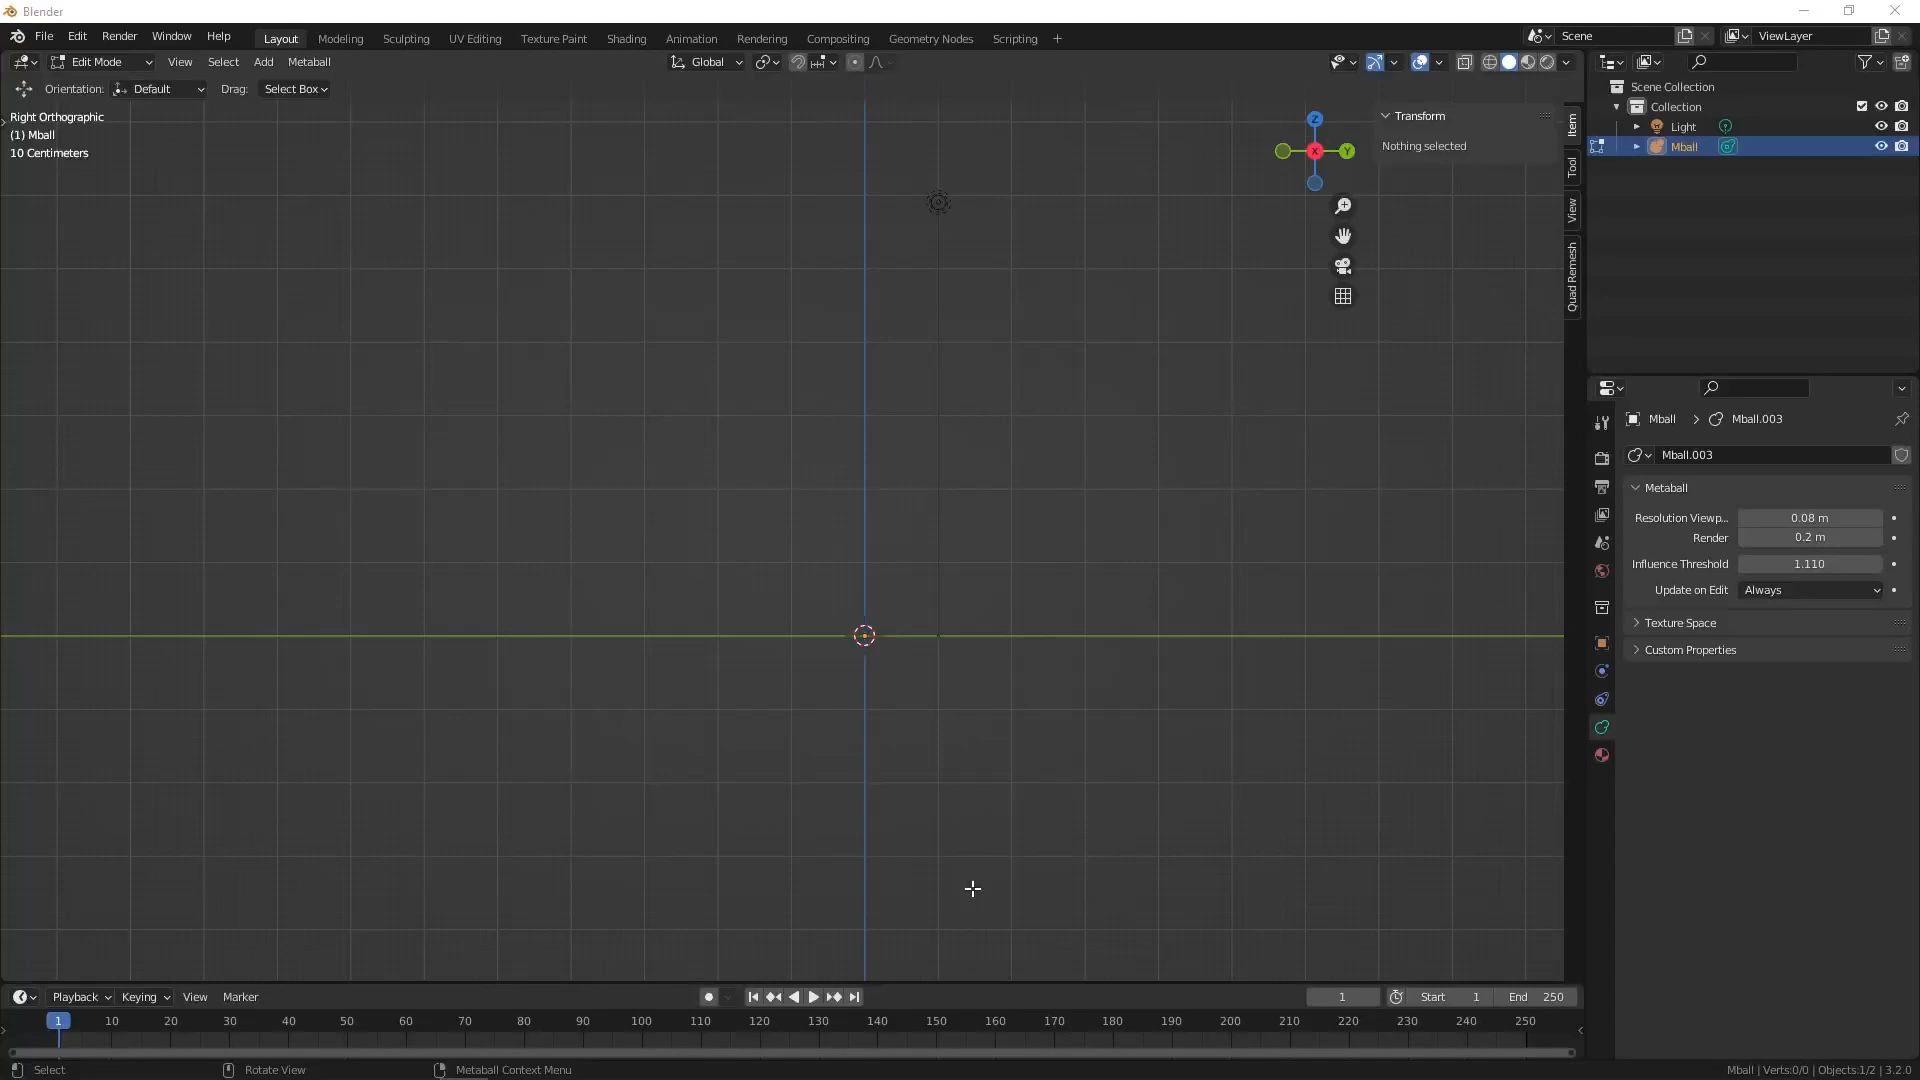 Blender
File Edit Render Window Help Layout Modeling Sculpting UV Editing Texture Paint Shading Animation Rendering Compositing Geometry Nodes Scripting + Scene ViewLayer
Edit Mode View Select Add Metaball Global
Orientation: Default Drag: Select Box
Right Orthographic
(1) Mball
10 Centimeters
Z
X
Y
Transform
Nothing selected
Item
Tool
View
Quad Remesh
Scene Collection
Collection
Light
Mball
Mball > Mball.003
Mball.003
Metaball
Resolution Viewp... 0.08 m
Render 0.2 m
Influence Threshold 1.110
Update on Edit Always
Texture Space
Custom Properties
Playback Keying View Marker 1 Start 1 End 250
1 10 20 30 40 50 60 70 80 90 100 110 120 130 140 150 160 170 180 190 200 210 220 230 240 250
Select Rotate View Metaball Context Menu Mball | Verts:0/0 | Objects:1/2 | 3.2.0